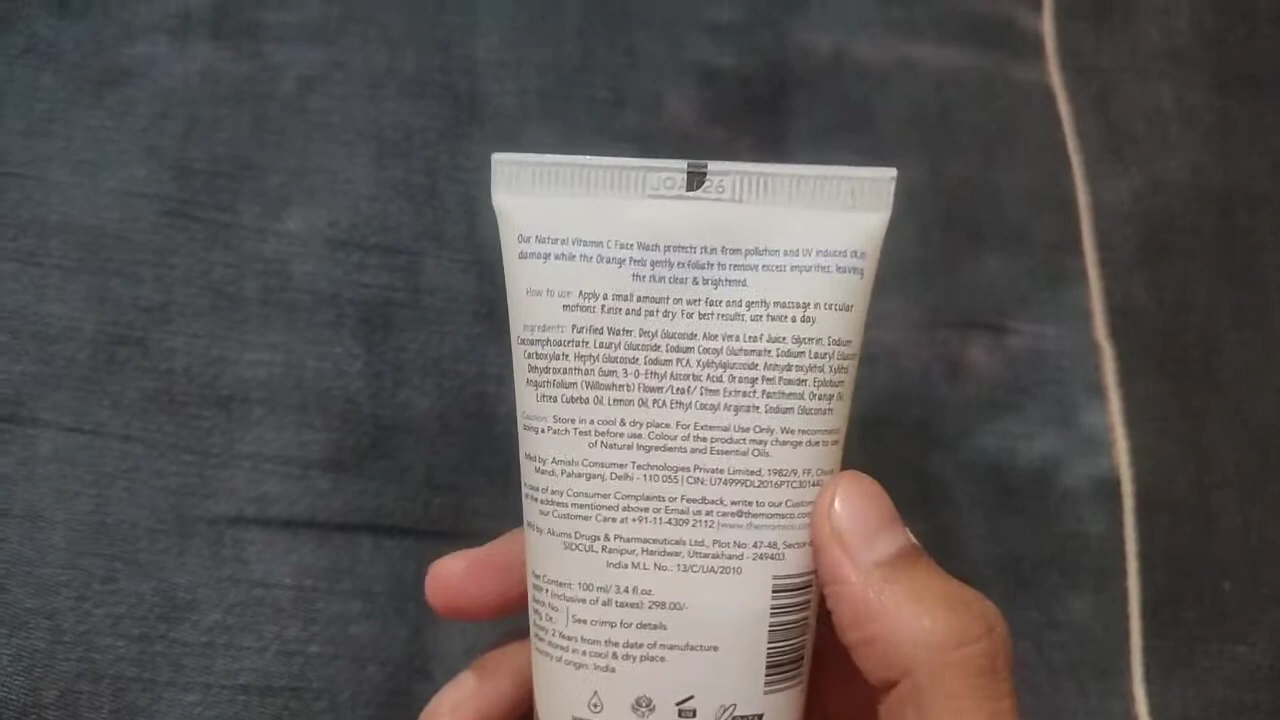 Our Natural Vitamin C Face Wash protects skin from pollution and UV induced skin
damage while the Orange Peels gently exfoliate to remove excess impurities, leaving
the skin clear & brightened.
How to use: Apply a small amount on wet face and gently massage in circular
motions. Rinse and pat dry. For best results, use twice a day.
Ingredients: Purified Water, Decyl Glucoside, Aloe Vera Leaf Juice, Glycerin, Sodium
Cocoamphoacetate, Lauryl Glucoside, Sodium Cocoyl Glutamate, Sodium Lauryl Glucose
Carboxylate, Heptyl Glucoside, Sodium PCA, Xylitylglucoside, Anhydroxylitol, Xylitol
Dehydroxanthan Gum, 3-O-Ethyl Ascorbic Acid, Orange Peel Powder, Epilobium
Angustifolium (Willowherb) Flower/Leaf/ Stem Extract, Panthenol, Orange Oil,
Litsea Cubeba Oil, Lemon Oil, PCA Ethyl Cocoyl Arginate, Sodium Gluconate
Caution: Store in a cool & dry place. For External Use Only. We recommend
doing a Patch Test before use. Colour of the product may change due to use
of Natural Ingredients and Essential Oils.
Mkd by: Amishi Consumer Technologies Private Limited, 1982/9, FF,
Mandi, Paharganj, Delhi - 110 055 | CIN: U74999DL2016PTC301440
In case of any Consumer Complaints or Feedback, write to our Customer
at the address mentioned above or Email us at care@themomsco.com
our Customer Care at +91-11-4309 2112 | www.themomsco.com
Mfd by: Akums Drugs & Pharmaceuticals Ltd., Plot No: 47-48, Sector
SIDCUL, Ranipur, Haridwar, Uttarakhand - 249403.
India M.L. No.: 13/C/UA/2010
Net Content: 100 ml/ 3.4 fl.oz.
MRP ₹ (inclusive of all taxes): 298.00/-
Batch No.:
Mfg. Dt.: See crimp for details
Expiry: 2 Years from the date of manufacture
when stored in a cool & dry place.
Country of origin: India